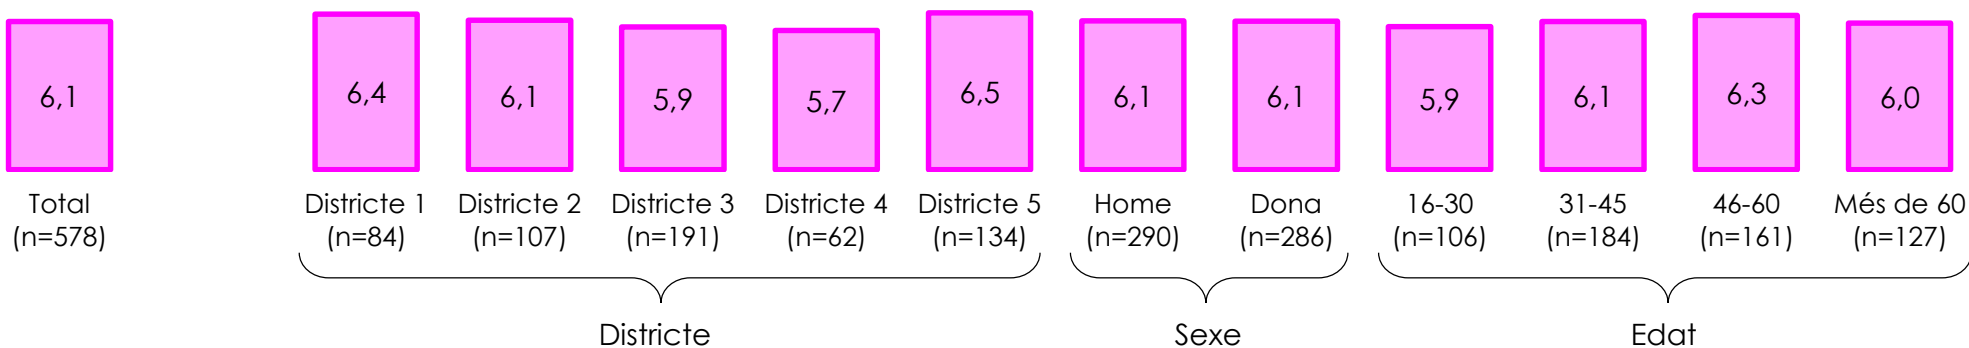 6,1 6,4 6,1 5,9 5,7 6,5 6,1 6,1 5,9 6,1 6,3 6,0
Total Districte 1 Districte 2 Districte 3 Districte 4 Districte 5 Home Dona 16-30 31-45 46-60 Més de 60
(n=578) (n=84) (n=107) (n=191) (n=62) (n=134) (n=290) (n=286) (n=106) (n=184) (n=161) (n=127)
Districte Sexe Edat